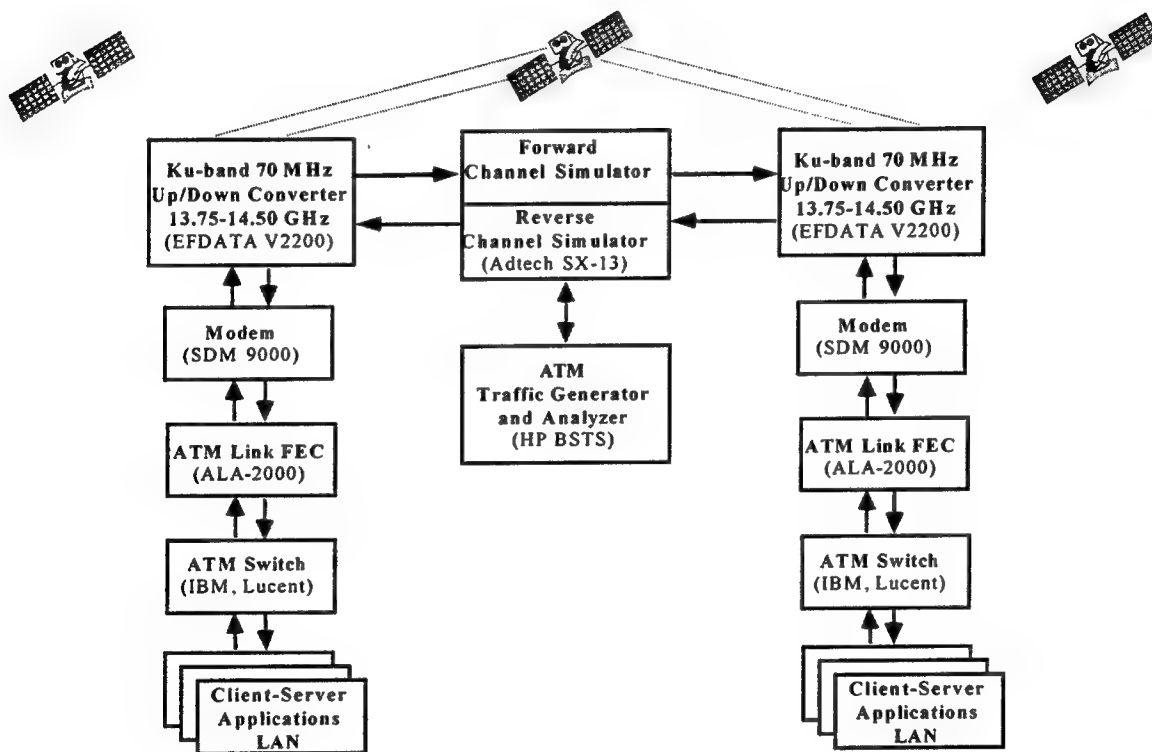 Ku-band 70 MHz
Up/Down Converter
13.75-14.50 GHz
(EFDATA V2200)
Forward
Channel Simulator
Reverse
Channel Simulator
(Adtech SX-13)
Ku-band 70 MHz
Up/Down Converter
13.75-14.50 GHz
(EFDATA V2200)
Modem
(SDM 9000)
ATM
Traffic Generator
and Analyzer
(HP BSTS)
Modem
(SDM 9000)
ATM Link FEC
(ALA-2000)
ATM Link FEC
(ALA-2000)
ATM Switch
(IBM, Lucent)
ATM Switch
(IBM, Lucent)
Client-Server
Applications
LAN
Client-Server
Applications
LAN